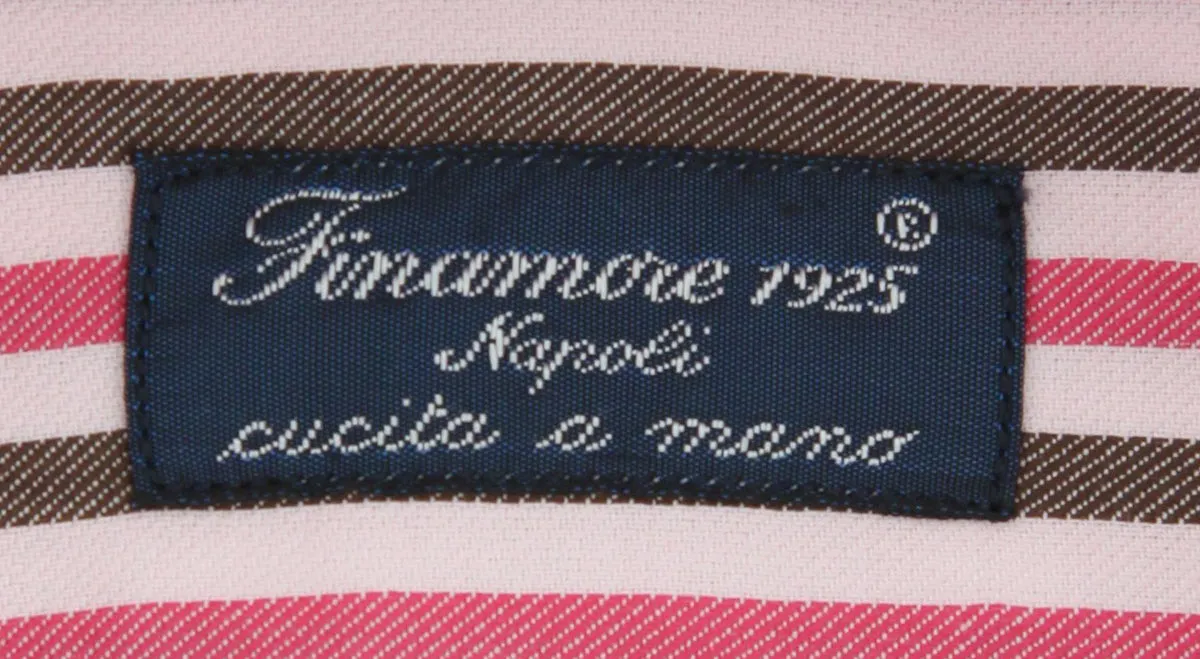 Finamore 1925 ®
Napoli
cucita a mano